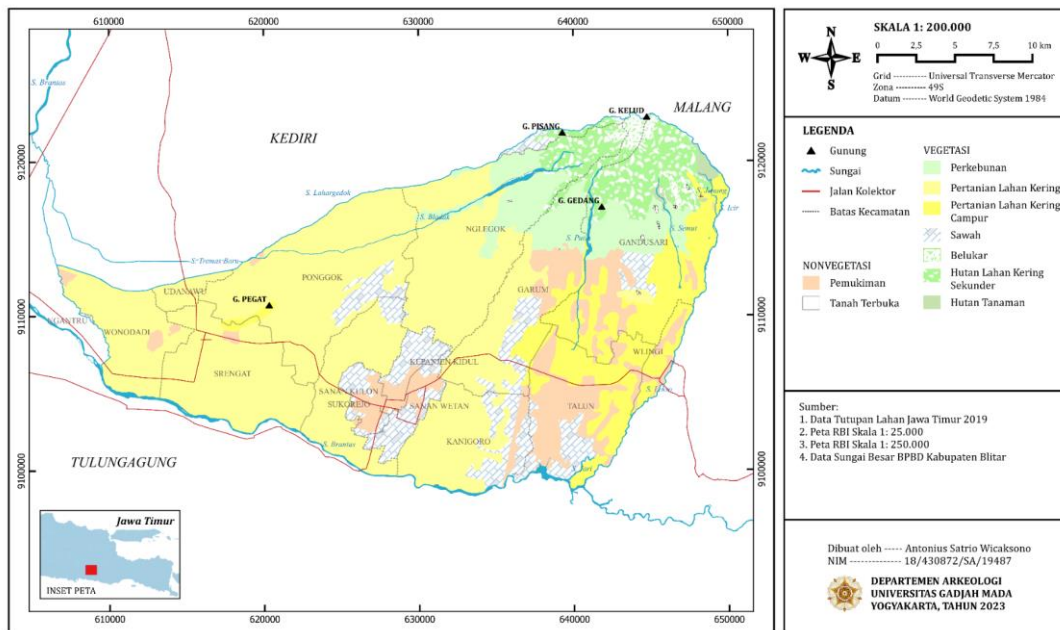 610000 620000 630000 640000 650000
S. Brantas
G. KELUD
MALANG
KEDIRI
G. PISANG
9120000
9120000
S. Lahargedok
S. Bladak
G. GEDANG
S. Jarang
S. Icir
NGLEGOK
S. Putih
GANDUSARI
S. Semut
S. Tremas Baru
PONGGOK
UDANAWU
G. PEGAT
GARUM
9110000
9110000
WONODADI
WLINGI
KEPANJEN KIDUL
SRENGAT
SANAN KULON
SUKOREJO
SANAN WETAN
TALUN
KANIGORO
S. Brantas
TULUNGAGUNG
9100000
9100000
Jawa Timur
INSET PETA
610000 620000 630000 640000 650000
N
W E
S
SKALA 1: 200.000
0 2,5 5 7,5 10 km
Grid ----------- Universal Transverse Mercator
Zona ---------- 49S
Datum ------- World Geodetic System 1984
LEGENDA
Gunung
Sungai
Jalan Kolektor
Batas Kecamatan
NONVEGETASI
Pemukiman
Tanah Terbuka
VEGETASI
Perkebunan
Pertanian Lahan Kering
Pertanian Lahan Kering
Campur
Sawah
Belukar
Hutan Lahan Kering
Sekunder
Hutan Tanaman
Sumber:
1. Data Tutupan Lahan Jawa Timur 2019
2. Peta RBI Skala 1: 25.000
3. Peta RBI Skala 1: 250.000
4. Data Sungai Besar BPBD Kabupaten Blitar
Dibuat oleh ----- Antonius Satrio Wicaksono
NIM --------------- 18/430872/SA/19487
DEPARTEMEN ARKEOLOGI
UNIVERSITAS GADJAH MADA
YOGYAKARTA, TAHUN 2023